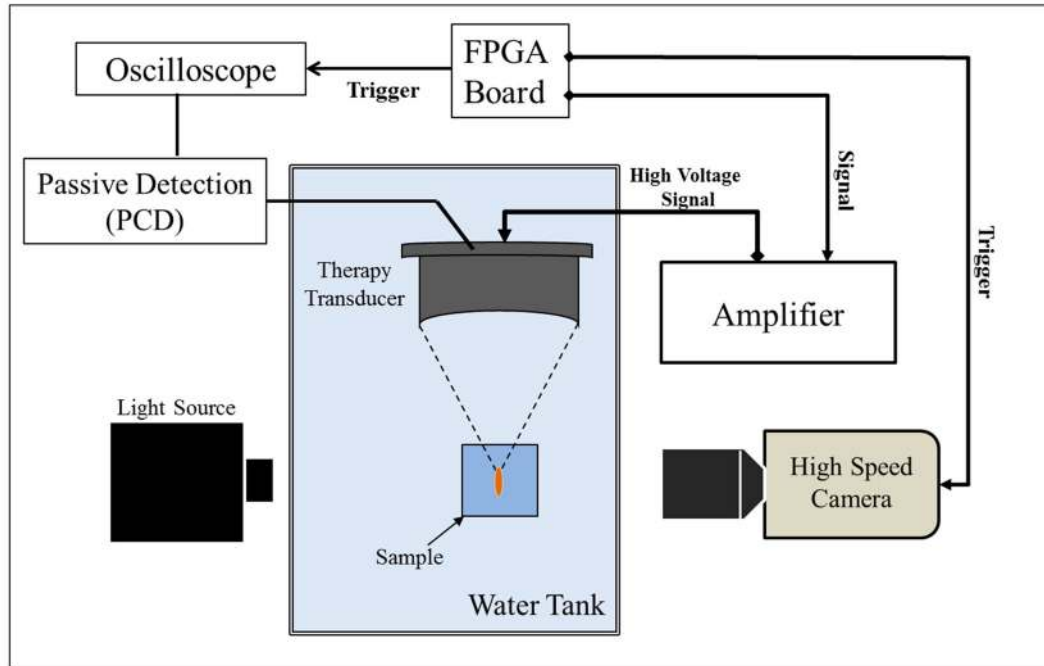 FPGA
Board
Oscilloscope
Trigger
Passive Detection
(PCD)
High Voltage
Signal
Signal
Trigger
Therapy
Transducer
Amplifier
Light Source
High Speed
Camera
Sample
Water Tank